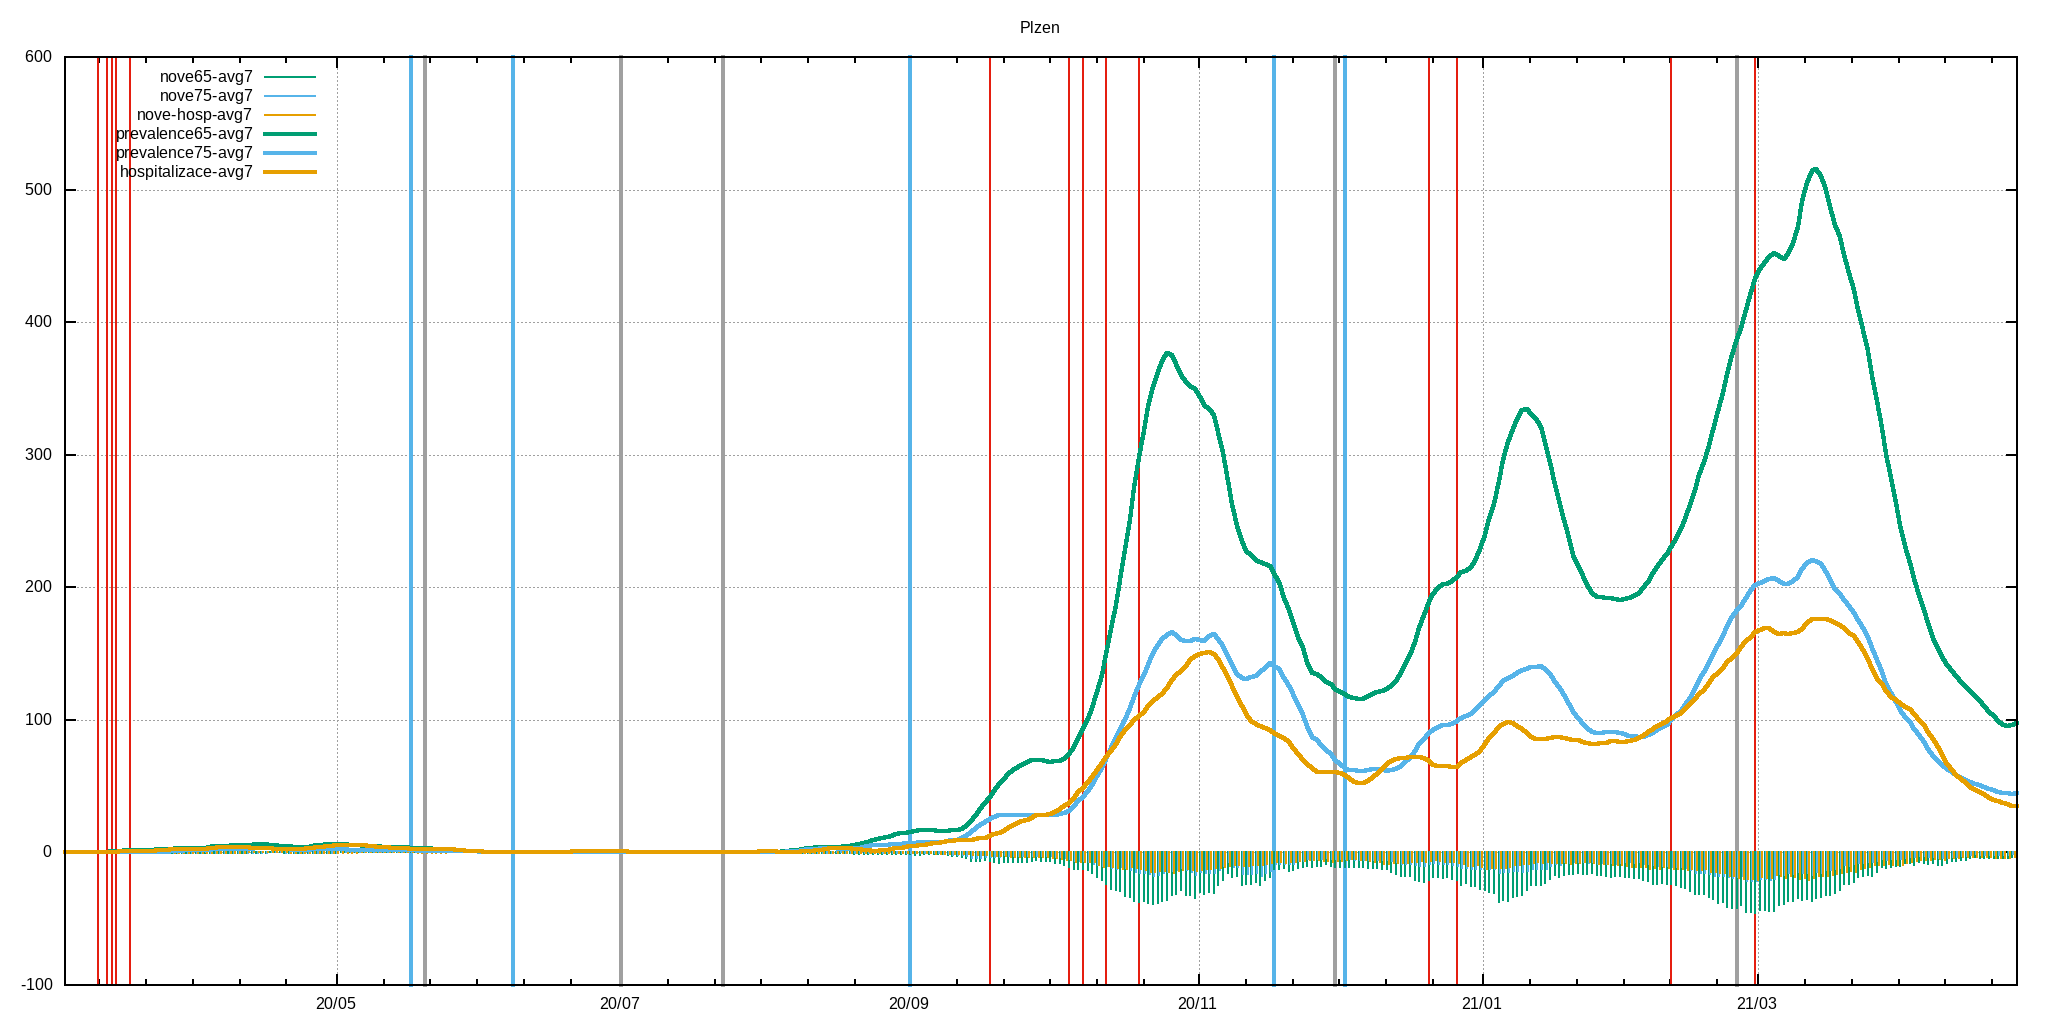 Plzen
600
500
400
300
200
100
0
-100
nove65-avg7
nove75-avg7
nove-hosp-avg7
prevalence65-avg7
prevalence75-avg7
hospitalizace-avg7
20/05 20/07 20/09 20/11 21/01 21/03